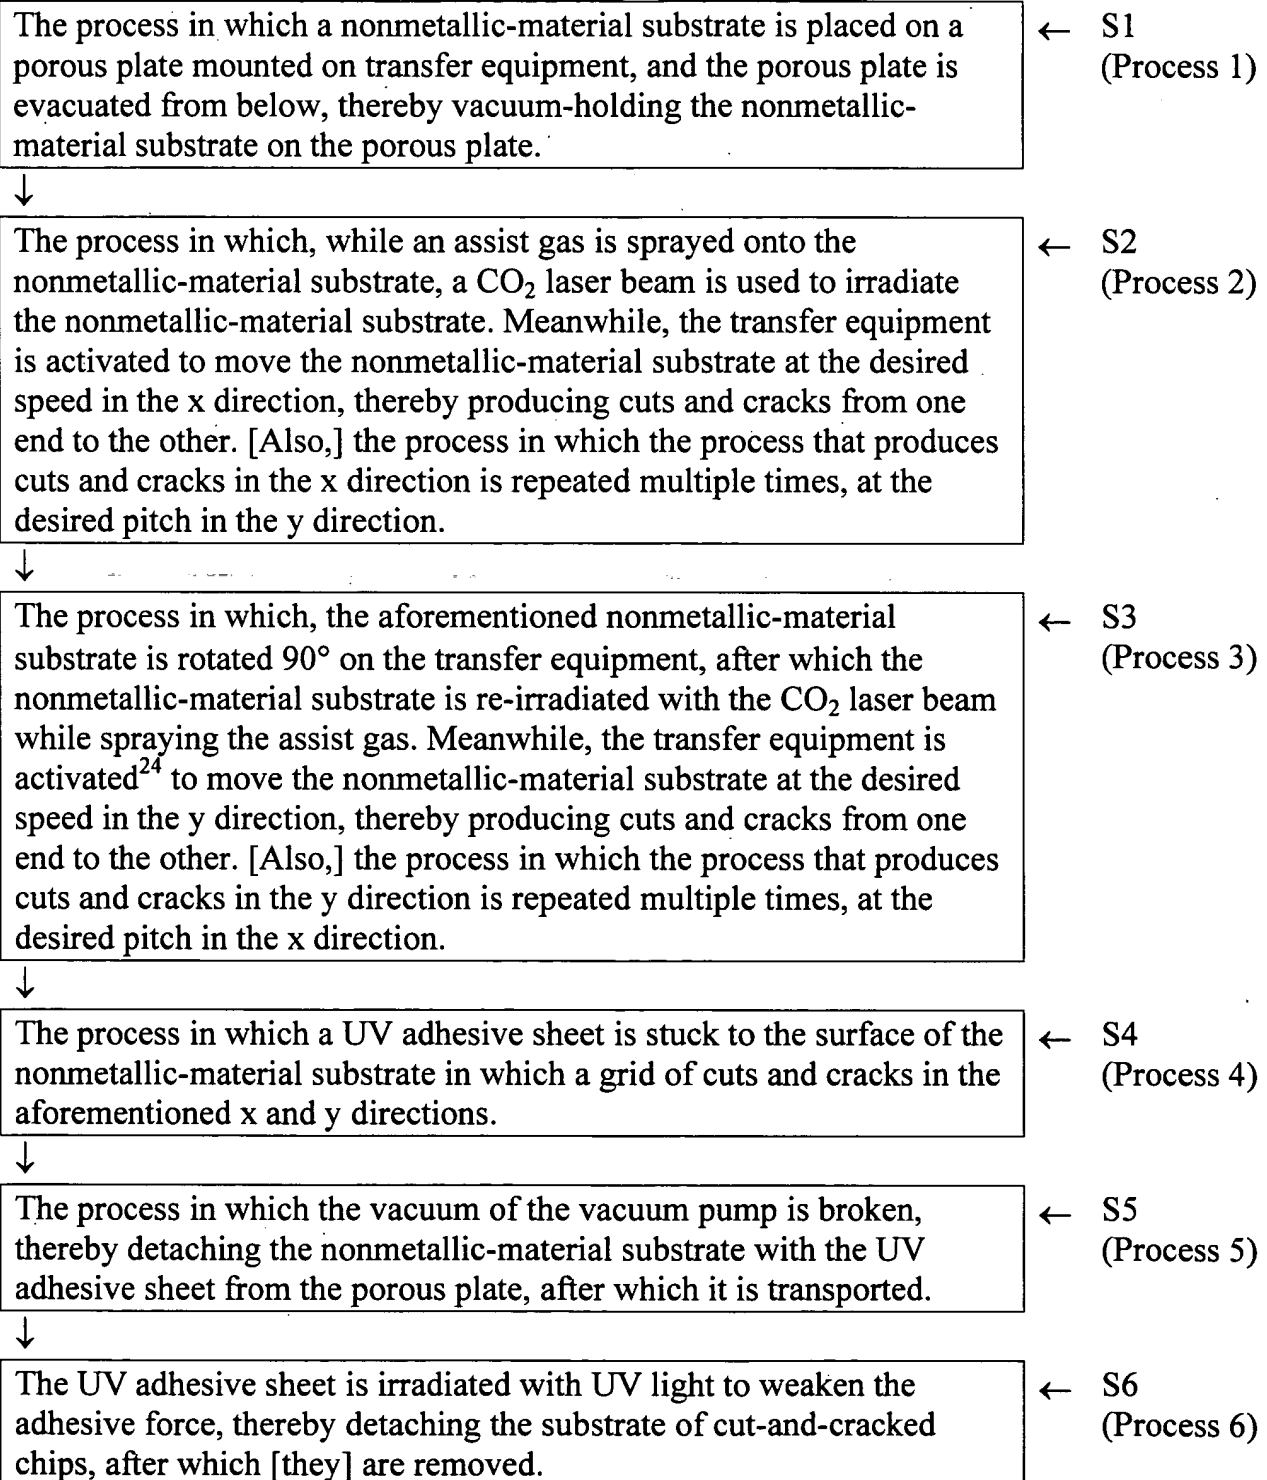 The process in which a nonmetallic-material substrate is placed on a
porous plate mounted on transfer equipment, and the porous plate is
evacuated from below, thereby vacuum-holding the nonmetallic-
material substrate on the porous plate.
← S1
(Process 1)
↓
The process in which, while an assist gas is sprayed onto the
nonmetallic-material substrate, a CO₂ laser beam is used to irradiate
the nonmetallic-material substrate. Meanwhile, the transfer equipment
is activated to move the nonmetallic-material substrate at the desired
speed in the x direction, thereby producing cuts and cracks from one
end to the other. [Also,] the process in which the process that produces
cuts and cracks in the x direction is repeated multiple times, at the
desired pitch in the y direction.
← S2
(Process 2)
↓
The process in which, the aforementioned nonmetallic-material
substrate is rotated 90° on the transfer equipment, after which the
nonmetallic-material substrate is re-irradiated with the CO₂ laser beam
while spraying the assist gas. Meanwhile, the transfer equipment is
activated²⁴ to move the nonmetallic-material substrate at the desired
speed in the y direction, thereby producing cuts and cracks from one
end to the other. [Also,] the process in which the process that produces
cuts and cracks in the y direction is repeated multiple times, at the
desired pitch in the x direction.
← S3
(Process 3)
↓
The process in which a UV adhesive sheet is stuck to the surface of the
nonmetallic-material substrate in which a grid of cuts and cracks in the
aforementioned x and y directions.
← S4
(Process 4)
↓
The process in which the vacuum of the vacuum pump is broken,
thereby detaching the nonmetallic-material substrate with the UV
adhesive sheet from the porous plate, after which it is transported.
← S5
(Process 5)
↓
The UV adhesive sheet is irradiated with UV light to weaken the
adhesive force, thereby detaching the substrate of cut-and-cracked
chips, after which [they] are removed.
← S6
(Process 6)